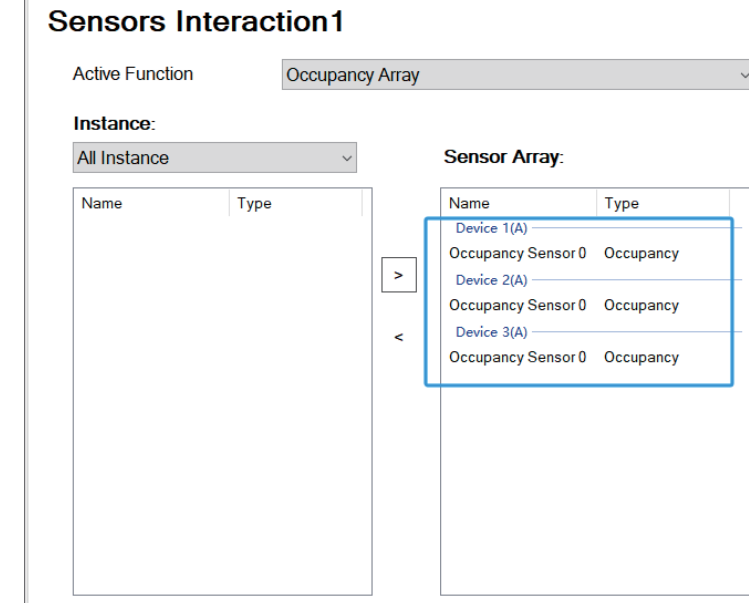 Sensors Interaction1
Active Function Occupancy Array
Instance:
All Instance
Sensor Array:
Name Type
Name Type
Device 1(A)
Occupancy Sensor 0 Occupancy
Device 2(A)
Occupancy Sensor 0 Occupancy
Device 3(A)
Occupancy Sensor 0 Occupancy
>
<